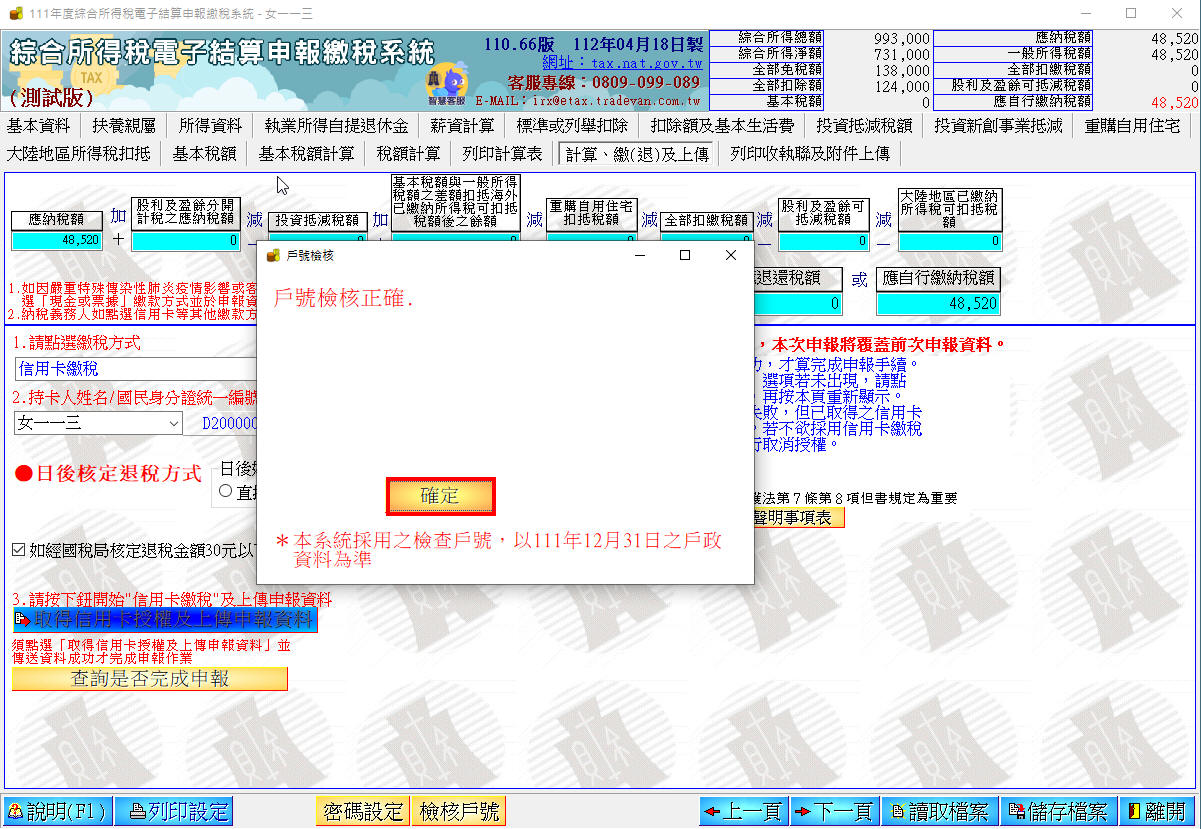 111年度綜合所得稅電子結算申報繳稅系統 - 女一一三
綜合所得稅電子結算申報繳稅系統
TAX
(測試版)
110.66版 112年04月18日製
網址：tax.nat.gov.tw
客服專線：0809-099-089
E-MAIL：irx@etax.tradevan.com.tw
智慧客服
綜合所得總額 993,000 應納稅額 48,520
綜合所得淨額 731,000 一般所得稅額 48,520
全部免稅額 138,000 全部扣繳稅額 0
全部扣除額 124,000 股利及盈餘可抵減稅額 0
基本稅額 0 應自行繳納稅額 48,520
基本資料 扶養親屬 所得資料 執業所得自提退休金 薪資計算 標準或列舉扣除 扣除額及基本生活費 投資抵減稅額 投資新創事業抵減 重購自用住宅
大陸地區所得稅扣抵 基本稅額 基本稅額計算 稅額計算 列印計算表 計算、繳(退)及上傳 列印收執聯及附件上傳
應納稅額
48,520
加
+
股利及盈餘分開
計稅之應納稅額
0
減
投資抵減稅額
0
加
基本稅額與一般所得
稅額之差額扣抵海外
已繳納所得稅可扣抵
稅額後之餘額
0
減
重購自用住宅
扣抵稅額
0
減
全部扣繳稅額
0
減
股利及盈餘可
抵減稅額
0
減
大陸地區已繳納
所得稅可扣抵稅
額
0
退還稅額
0
或
應自行繳納稅額
48,520
1.如因嚴重特殊傳染性肺炎疫情影響或客
選「現金或票據」繳款方式並於申報資
2.納稅義務人如點選信用卡等其他繳款方
戶號檢核
戶號檢核正確.
確定
＊本系統採用之檢查戶號，以111年12月31日之戶政
資料為準
1.請點選繳稅方式
信用卡繳稅
2.持卡人姓名/國民身分證統一編號
女一一三 D200000
，本次申報將覆蓋前次申報資料。
，才算完成申報手續。
選項若未出現，請點
，再按本頁重新顯示。
失敗，但已取得之信用卡
，若不欲採用信用卡繳稅
行取消授權。
●日後核定退稅方式
日後
直
法第7條第8項但書規定為重要
聲明事項表
如經國稅局核定退稅金額30元以
3.請按下鈕開始"信用卡繳稅"及上傳申報資料
取得信用卡授權及上傳申報資料
須點選「取得信用卡授權及上傳申報資料」並
傳送資料成功才完成申報作業
查詢是否完成申報
說明(F1) 列印設定 密碼設定 檢核戶號 上一頁 下一頁 讀取檔案 儲存檔案 離開